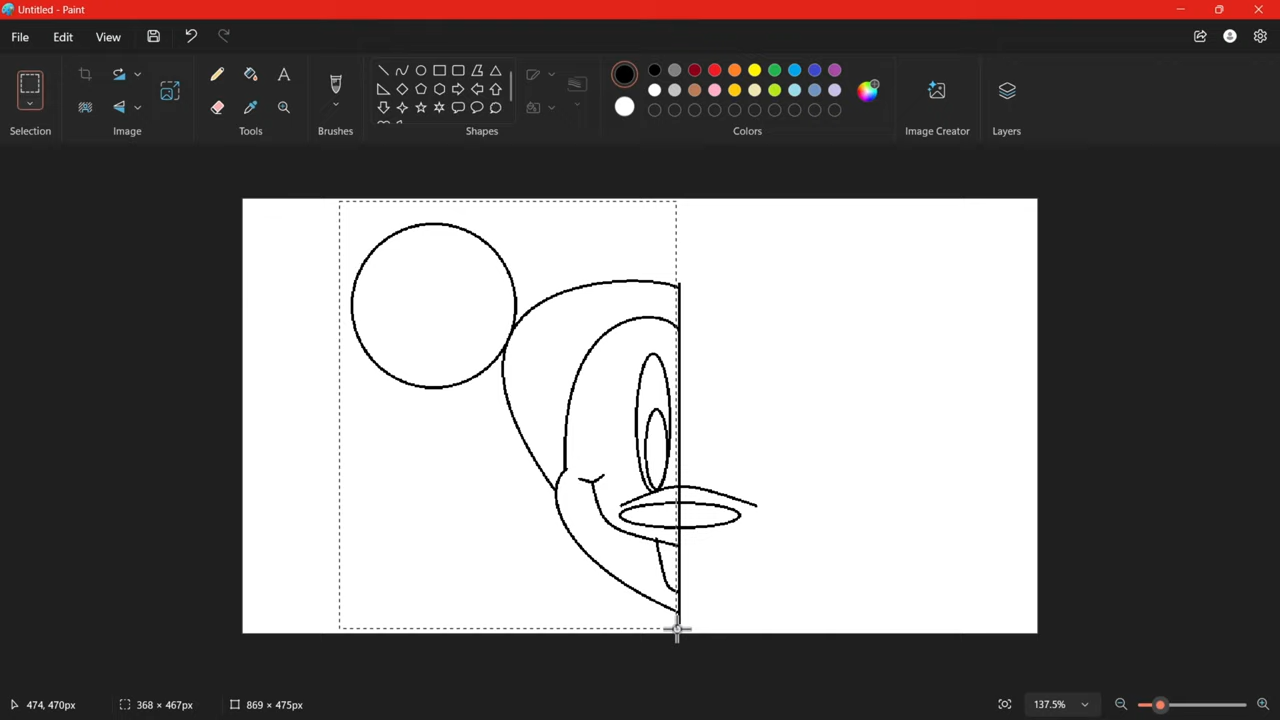 Untitled - Paint
File Edit View
Selection Image Tools Brushes Shapes Colors Image Creator Layers
474, 470px 368 × 467px 869 × 475px 137.5%